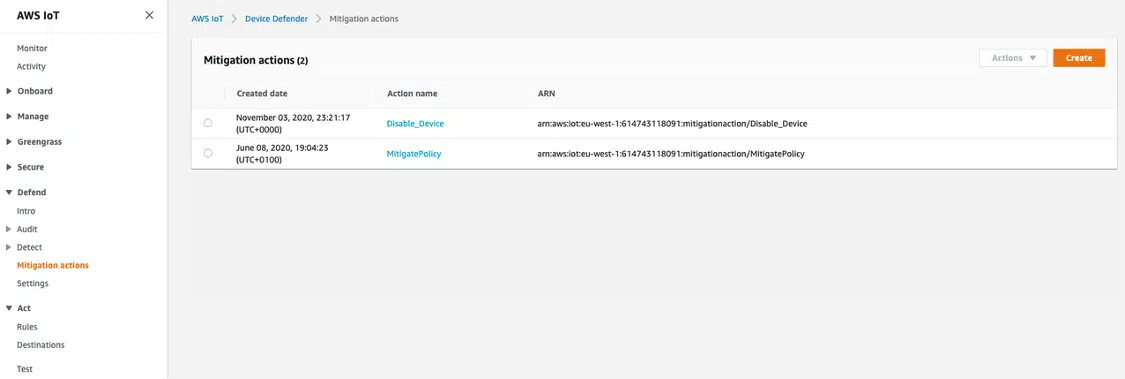 AWS IoT
Monitor
Activity
Onboard
Manage
Greengrass
Secure
Defend
Intro
Audit
Detect
Mitigation actions
Settings
Act
Rules
Destinations
Test
AWS IoT > Device Defender > Mitigation actions
Mitigation actions (2)
Actions
Create
Created date Action name ARN
November 03, 2020, 23:21:17
(UTC+0000)
Disable_Device
arn:aws:iot:eu-west-1:614743118091:mitigationaction/Disable_Device
June 08, 2020, 19:04:23
(UTC+0100)
MitigatePolicy
arn:aws:iot:eu-west-1:614743118091:mitigationaction/MitigatePolicy